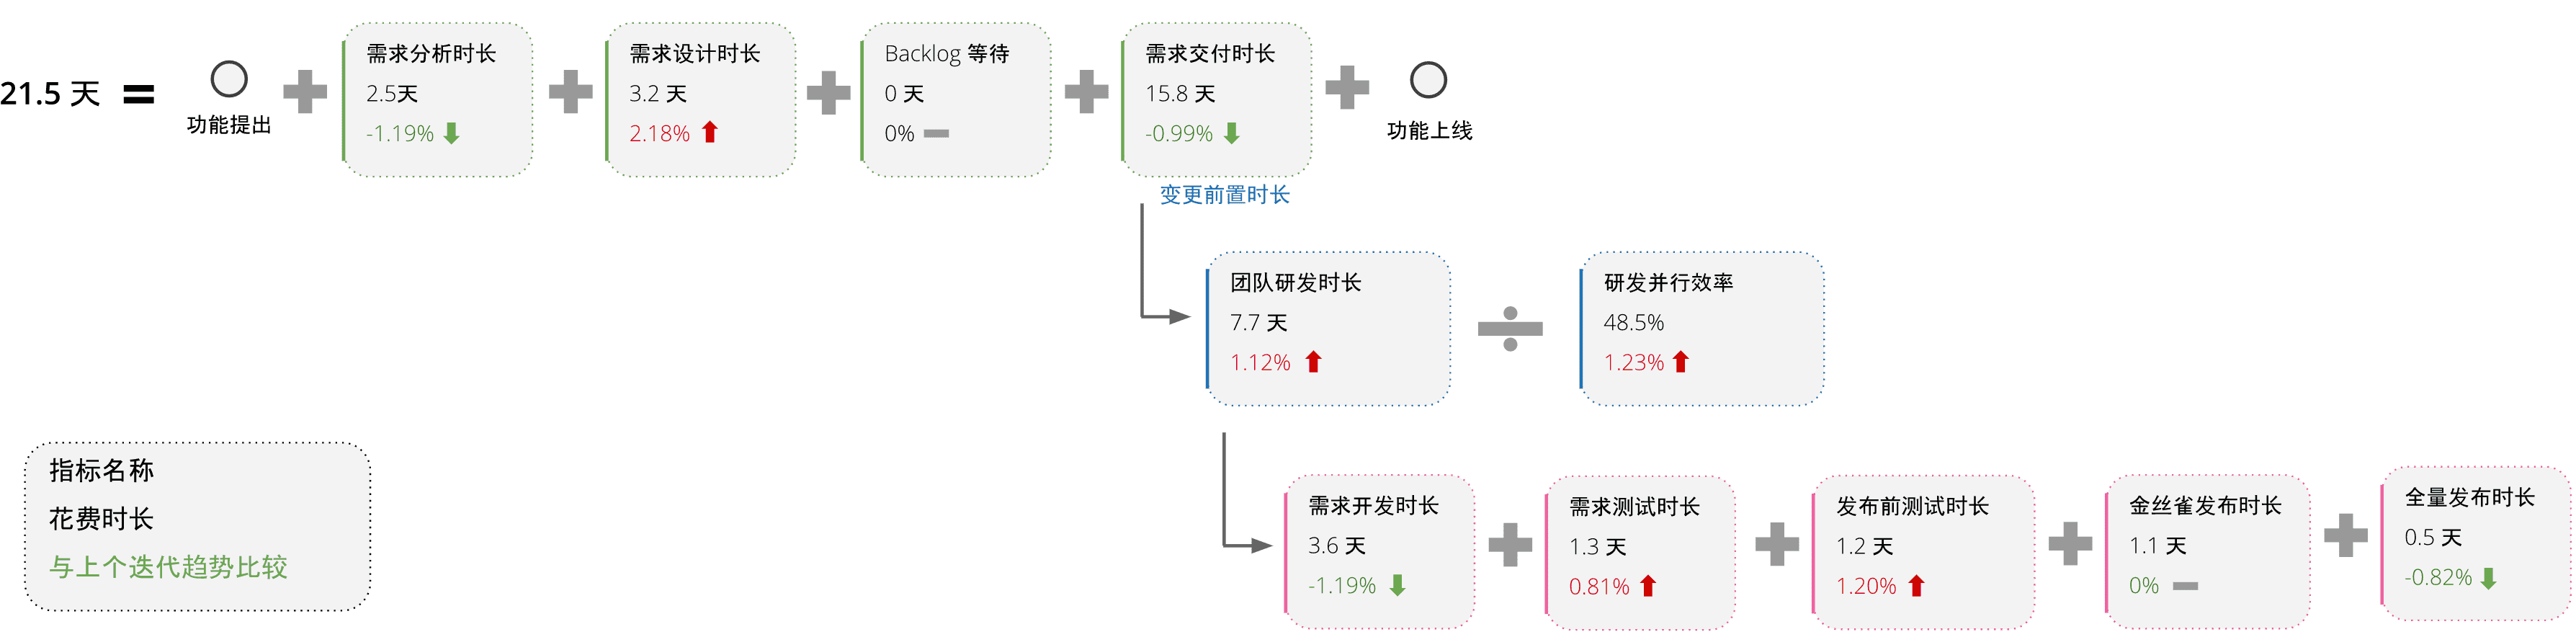 21.5 天 =
功能提出
需求分析时长
2.5天
-1.19%
需求设计时长
3.2 天
2.18%
Backlog 等待
0 天
0%
需求交付时长
15.8 天
-0.99%
功能上线
变更前置时长
团队研发时长
7.7 天
1.12%
研发并行效率
48.5%
1.23%
指标名称
花费时长
与上个迭代趋势比较
需求开发时长
3.6 天
-1.19%
需求测试时长
1.3 天
0.81%
发布前测试时长
1.2 天
1.20%
金丝雀发布时长
1.1 天
0%
全量发布时长
0.5 天
-0.82%